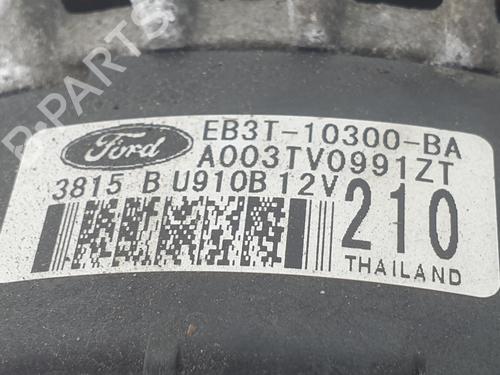 B-PARTS
Ford
EB3T-10300-BA
A003TV0991ZT
3815 B U910B 12V
210
THAILAND